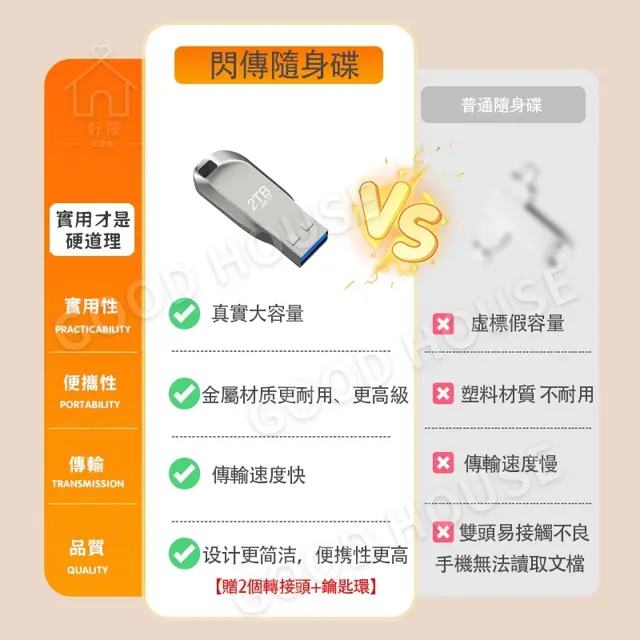 閃傳隨身碟
普通隨身碟
好屋
2TB
VS
實用才是
硬道理
實用性
PRACTICABILITY
真實大容量
虛標假容量
便攜性
PORTABILITY
金屬材质更耐用、更高級
塑料材質 不耐用
傳輸
TRANSMISSION
傳輸速度快
傳輸速度慢
品質
QUALITY
设计更简洁，便携性更高
【贈2個轉接頭+鑰匙環】
雙頭易接觸不良
手機無法讀取文檔
GOOD HOUSE
GOOD HOUSE
GOOD HOUSE